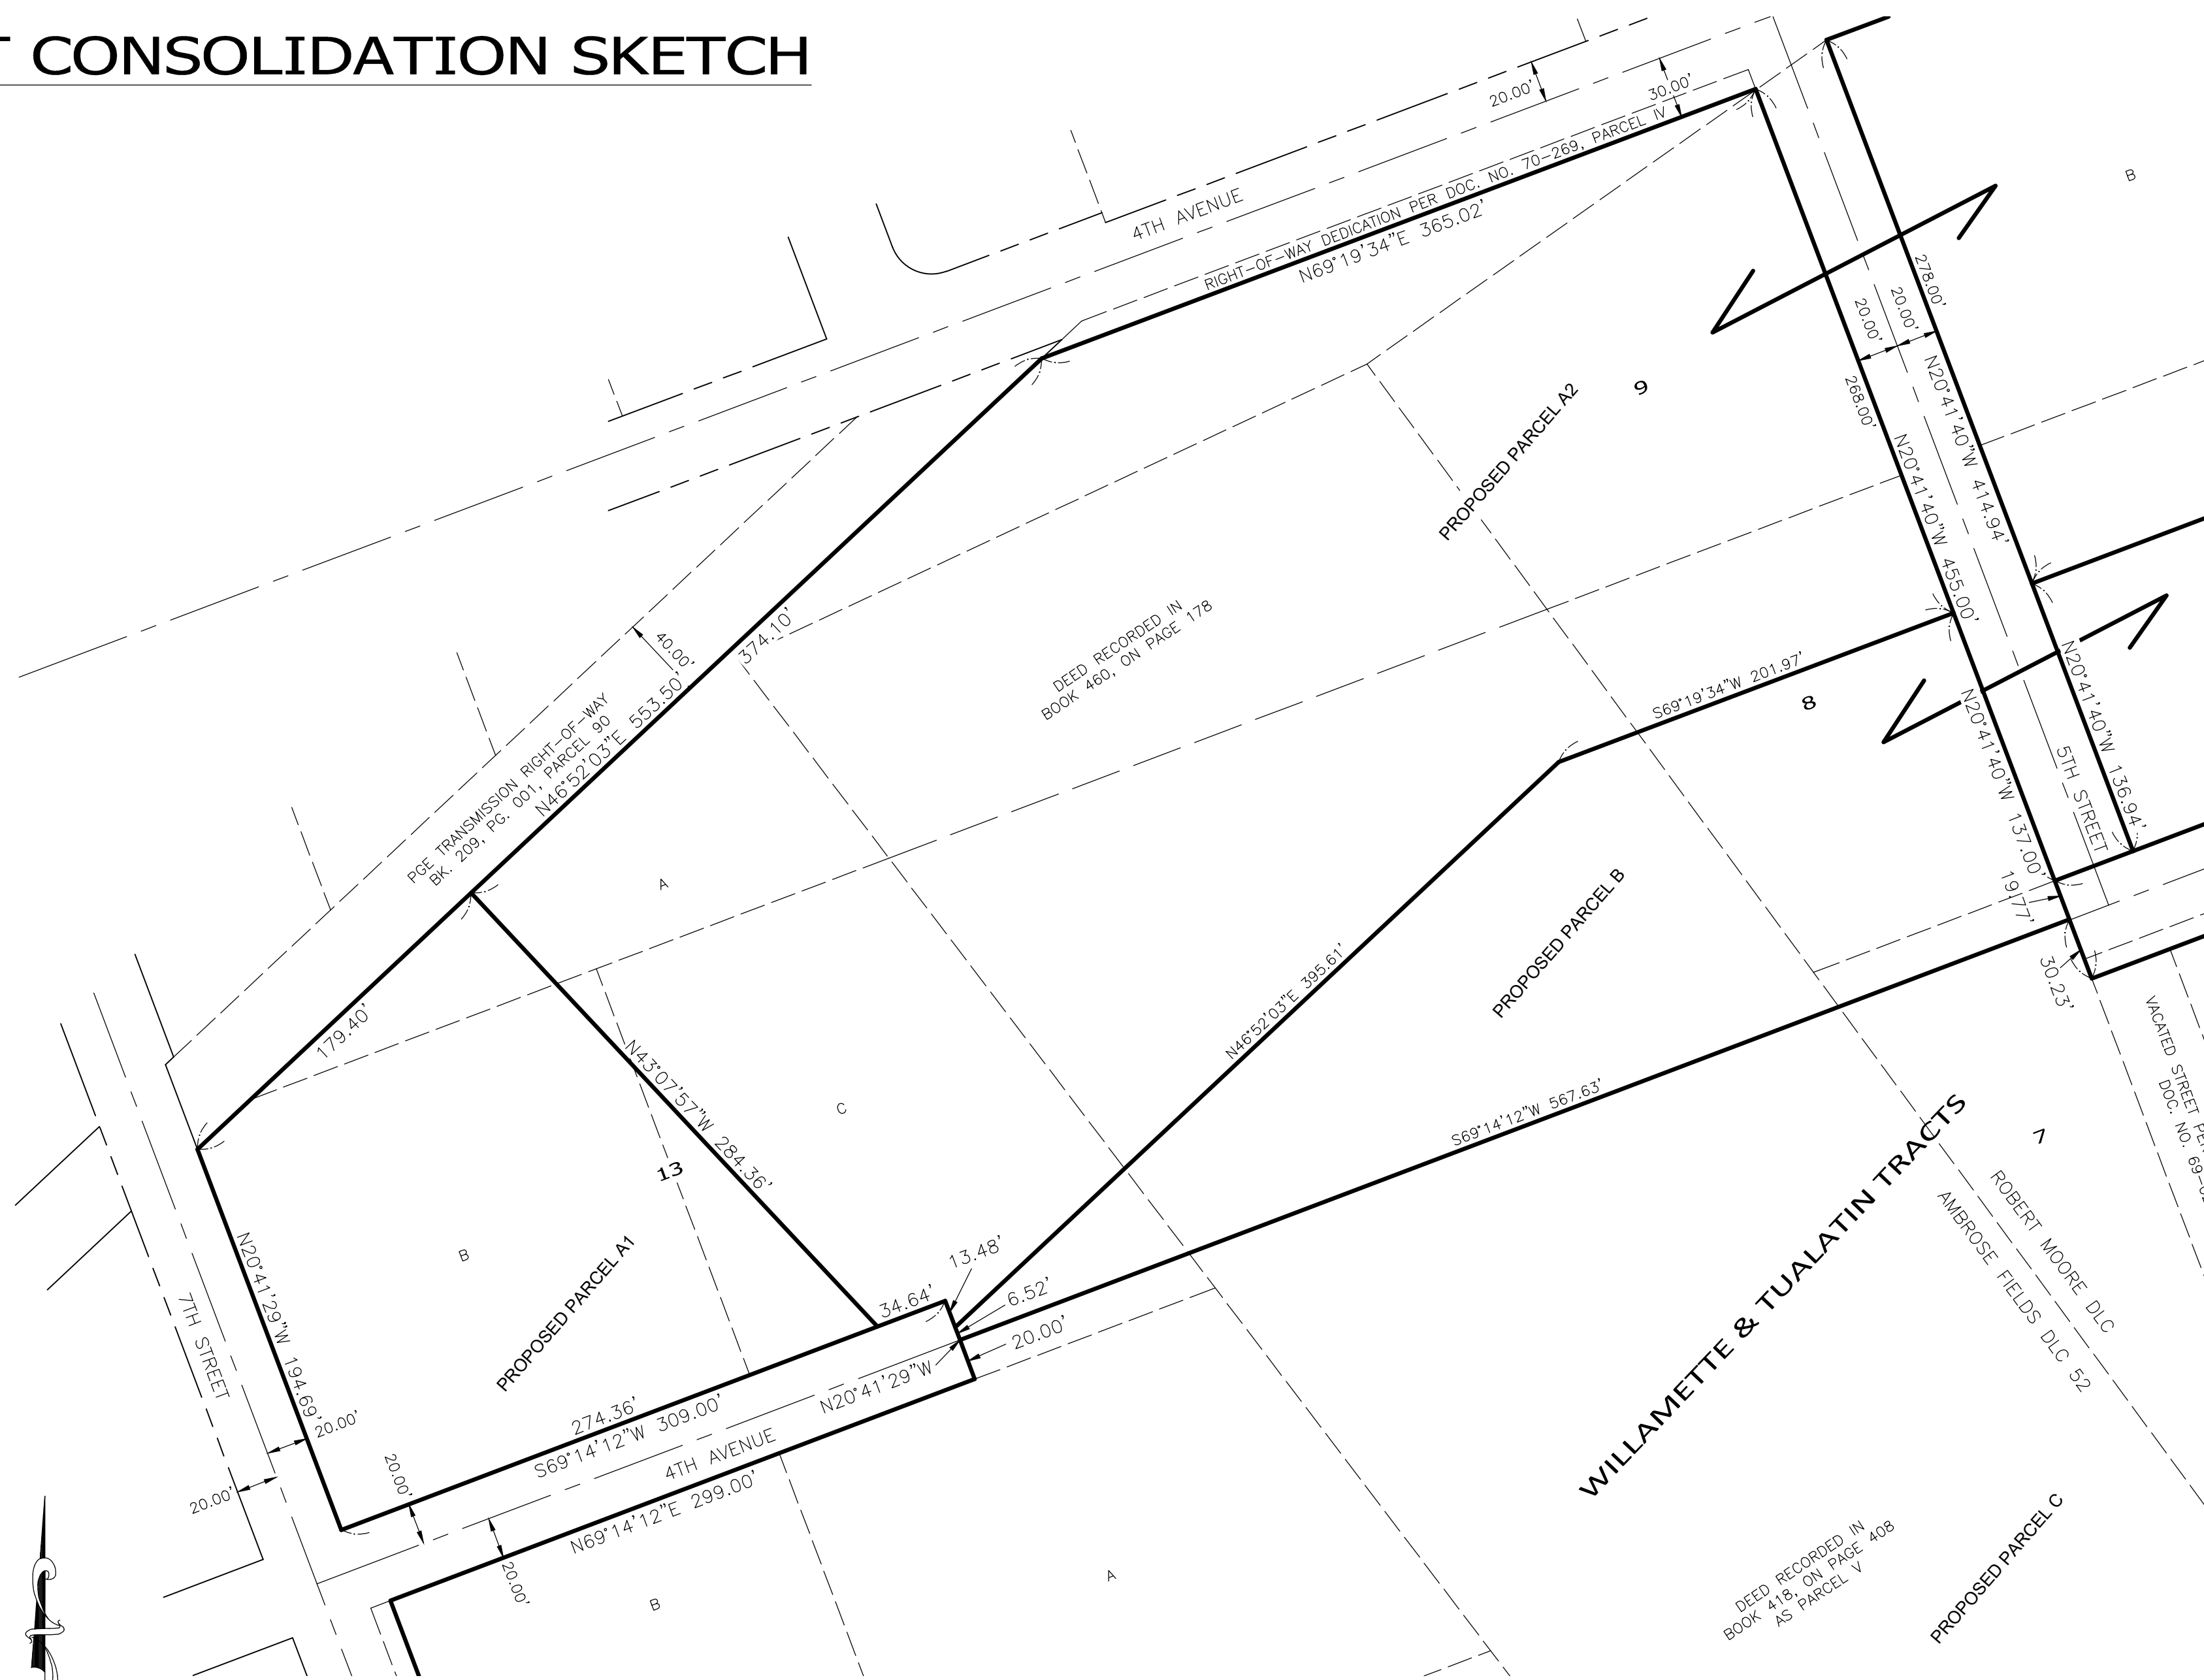 T CONSOLIDATION SKETCH
20.00'
30.00'
4TH AVENUE
RIGHT-OF-WAY DEDICATION PER DOC. NO. 70-269, PARCEL IV
N69°19'34"E 365.02'
B
278.00'
20.00'
20.00'
N20°41'40"W 414.94'
268.00'
N20°41'40"W 455.00'
PROPOSED PARCEL A2
9
DEED RECORDED IN
BOOK 460, ON PAGE 178
40.00'
374.10'
PGE TRANSMISSION RIGHT-OF-WAY
BK. 209, PG. 001, PARCEL 90
N46°52'03"E 553.50'
S69°19'34"W 201.97'
8
N20°41'40"W 137.00'
N20°41'40"W 136.94'
5TH STREET
19.77'
30.23'
A
179.40'
N43°07'57"W 284.36'
C
13
PROPOSED PARCEL B
N46°52'03"E 395.61'
S69°14'12"W 567.63'
B
PROPOSED PARCEL A1
N20°41'29"W 194.69'
7TH STREET
20.00'
20.00'
20.00'
13.48'
34.64'
6.52'
20.00'
N20°41'29"W
274.36'
S69°14'12"W 309.00'
4TH AVENUE
N69°14'12"E 299.00'
20.00'
B
A
WILLAMETTE & TUALATIN TRACTS
7
ROBERT MOORE DLC
AMBROSE FIELDS DLC 52
VACATED STREET
DOC. NO.
DEED RECORDED IN
BOOK 418, ON PAGE 408
AS PARCEL V
PROPOSED PARCEL C